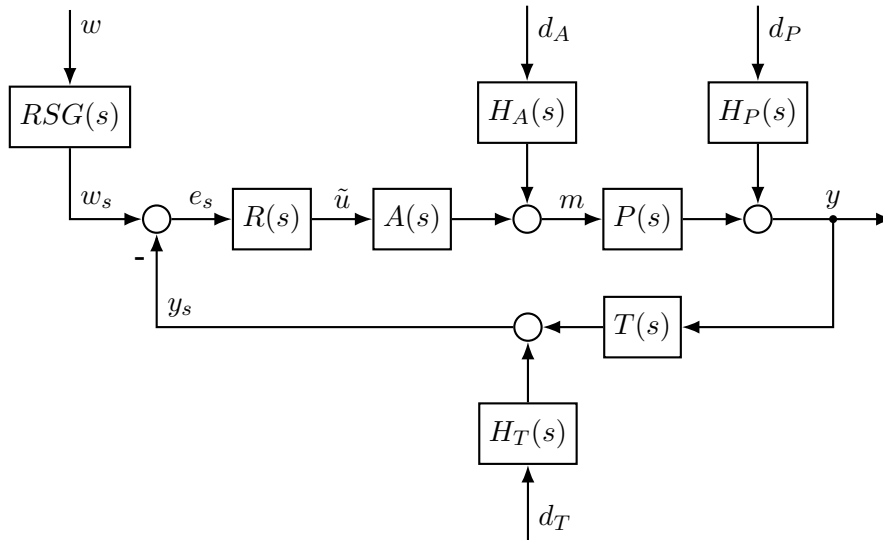 w
d_A
d_P
RSG(s)
H_A(s)
H_P(s)
w_s
e_s
R(s)
ũ
A(s)
m
P(s)
y
-
y_s
T(s)
H_T(s)
d_T